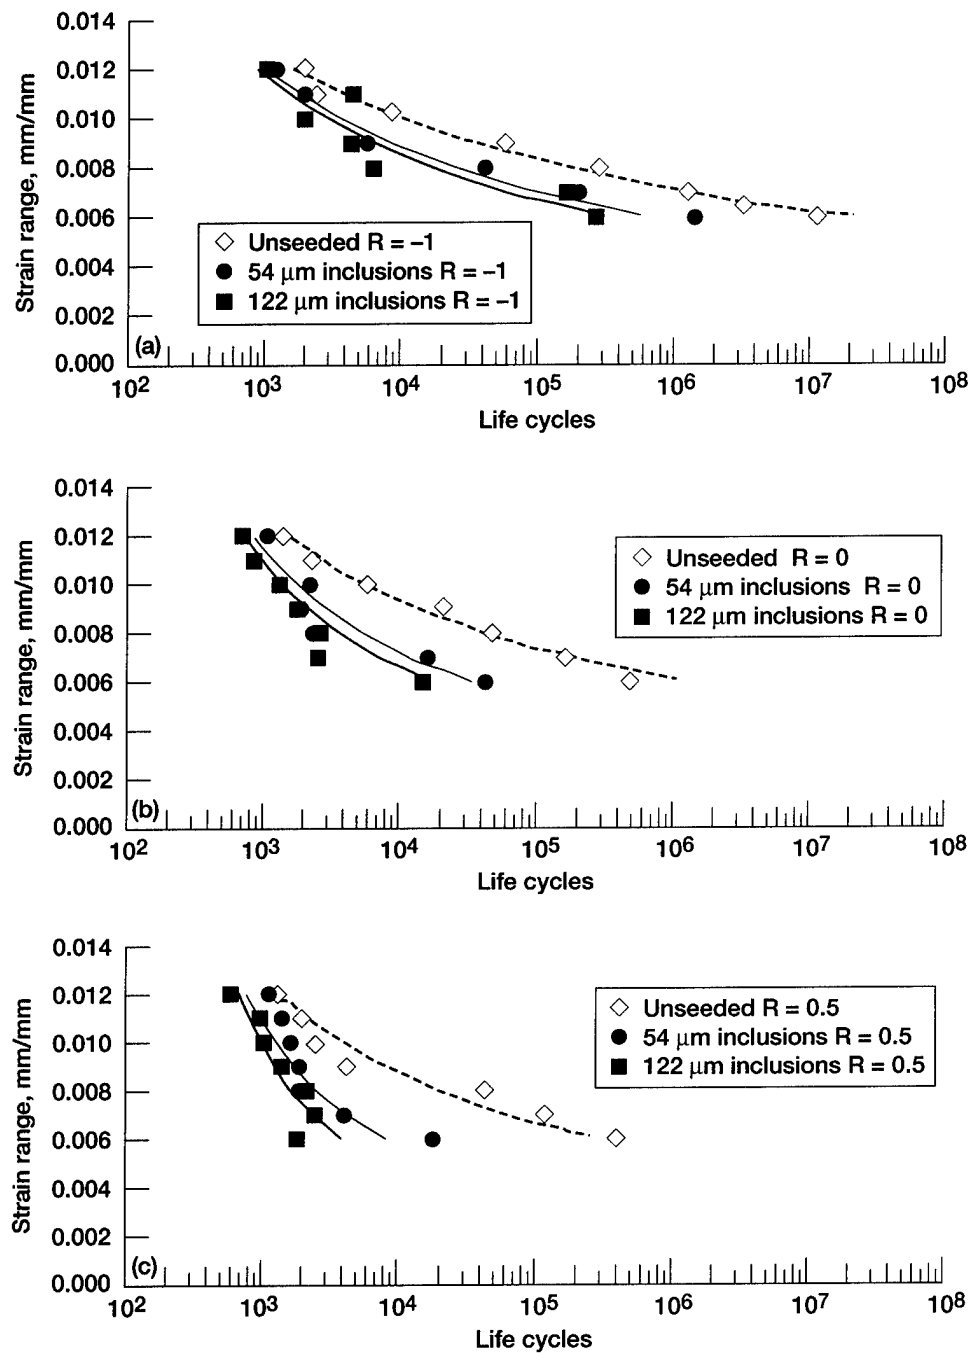 0.014
0.012
0.010
0.008
0.006
0.004
0.002
0.000
Strain range, mm/mm
Unseeded R = –1
54 µm inclusions R = –1
122 µm inclusions R = –1
(a)
10² 10³ 10⁴ 10⁵ 10⁶ 10⁷ 10⁸
Life cycles
0.014
0.012
0.010
0.008
0.006
0.004
0.002
0.000
Strain range, mm/mm
Unseeded R = 0
54 µm inclusions R = 0
122 µm inclusions R = 0
(b)
10² 10³ 10⁴ 10⁵ 10⁶ 10⁷ 10⁸
Life cycles
0.014
0.012
0.010
0.008
0.006
0.004
0.002
0.000
Strain range, mm/mm
Unseeded R = 0.5
54 µm inclusions R = 0.5
122 µm inclusions R = 0.5
(c)
10² 10³ 10⁴ 10⁵ 10⁶ 10⁷ 10⁸
Life cycles